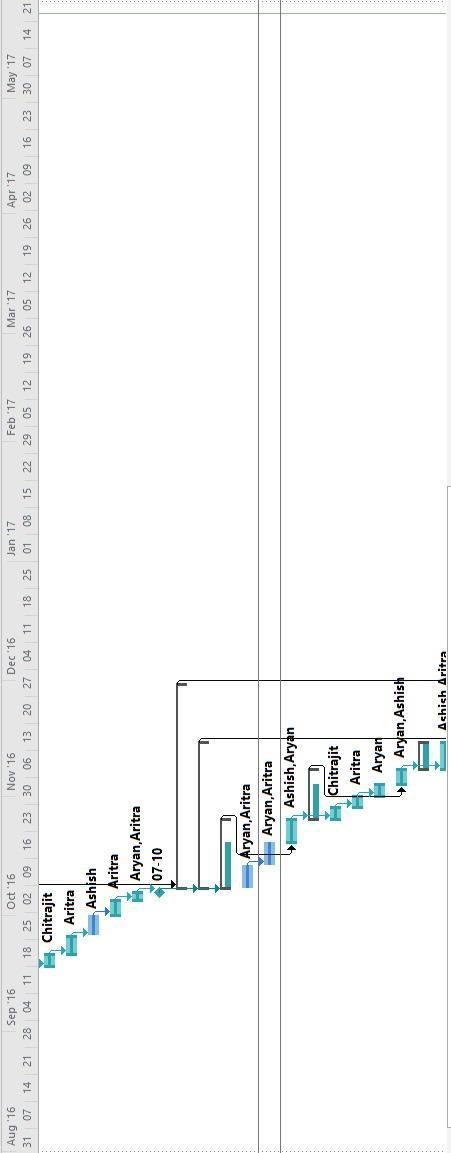 Aug '16 Sep '16 Oct '16 Nov '16 Dec '16 Jan '17 Feb '17 Mar '17 Apr '17 May '17
31 07 14 21 28 04 11 18 25 02 09 16 23 30 06 13 27 04 11 18 25 01 08 15 22 29 05 12 19 26 05 12 19 26 02 09 16 23 30 07 14 21
Chitrajit
Aritra
Ashish
Aritra
Aryan,Aritra
07-10
Aryan,Aritra
Aryan,Aritra
Ashish,Aryan
Chitrajit
Aritra
Aryan
Aryan,Ashish
Ashish,Aritra